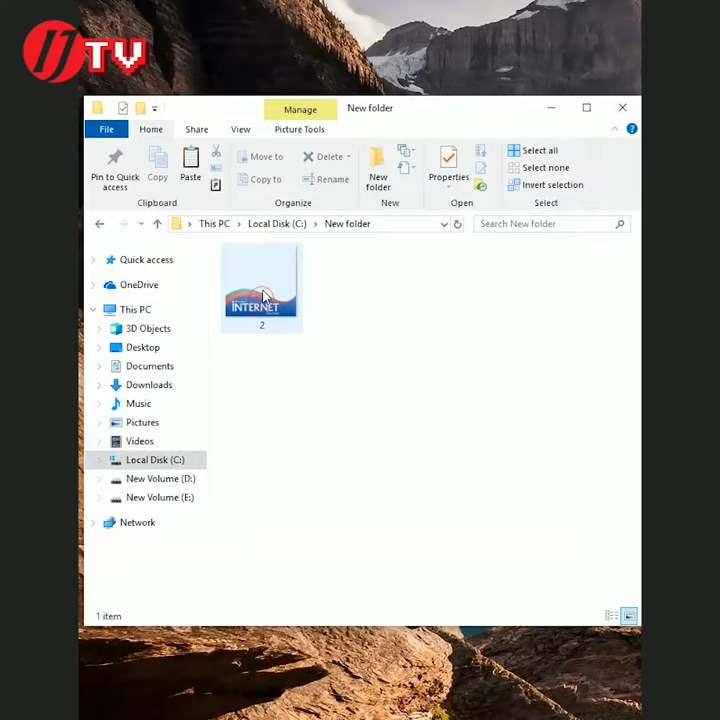 TV
Manage
New folder
File
Home
Share
View
Picture Tools
Pin to Quick access
Copy
Paste
Move to
Copy to
Delete
Rename
New folder
Properties
Select all
Select none
Invert selection
Clipboard
Organize
New
Open
Select
This PC
Local Disk (C:)
New folder
Search New folder
Quick access
OneDrive
This PC
3D Objects
Desktop
Documents
Downloads
Music
Pictures
Videos
Local Disk (C:)
New Volume (D:)
New Volume (E:)
Network
INTERNET
2
1 item